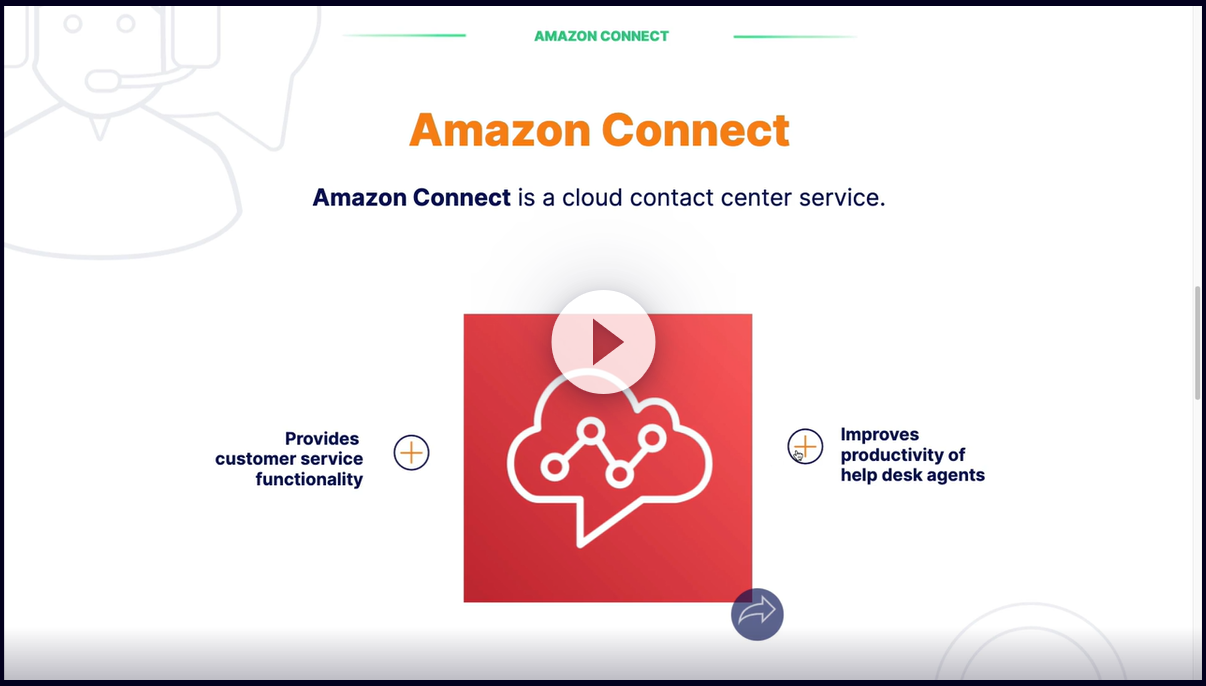 AMAZON CONNECT
Amazon Connect
Amazon Connect is a cloud contact center service.
Provides
customer service
functionality
Improves
productivity of
help desk agents